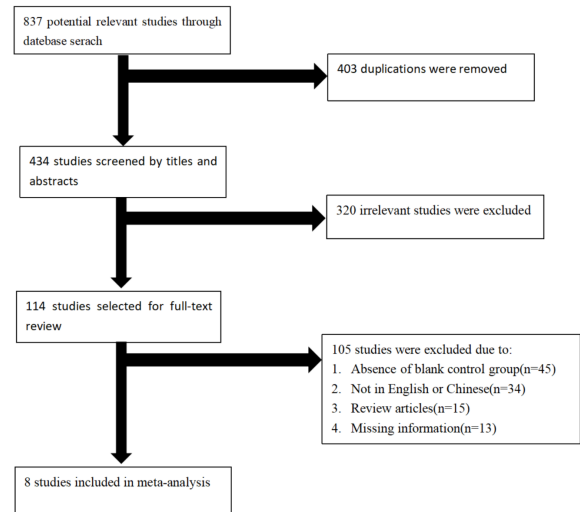 837 potential relevant studies through
datebase serach
403 duplications were removed
434 studies screened by titles and
abstracts
320 irrelevant studies were excluded
114 studies selected for full-text
review
105 studies were excluded due to:
1. Absence of blank control group(n=45)
2. Not in English or Chinese(n=34)
3. Review articles(n=15)
4. Missing information(n=13)
8 studies included in meta-analysis